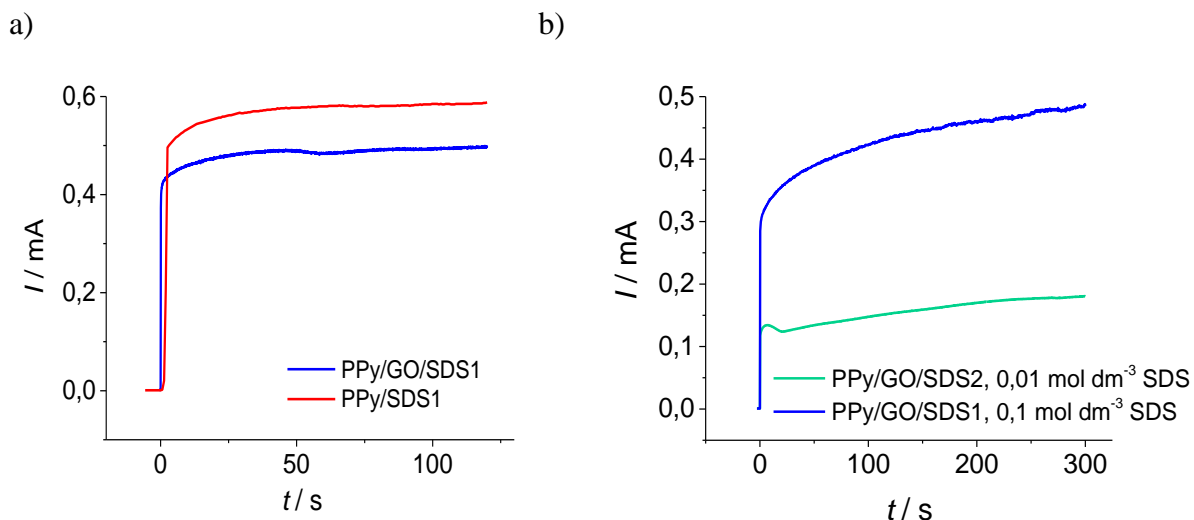 a)
0,6
0,4
0,2
0,0
I / mA
0
50
100
t / s
PPy/GO/SDS1
PPy/SDS1
b)
0,5
0,4
0,3
0,2
0,1
0,0
I / mA
0
100
200
300
t / s
PPy/GO/SDS2, 0,01 mol dm⁻³ SDS
PPy/GO/SDS1, 0,1 mol dm⁻³ SDS